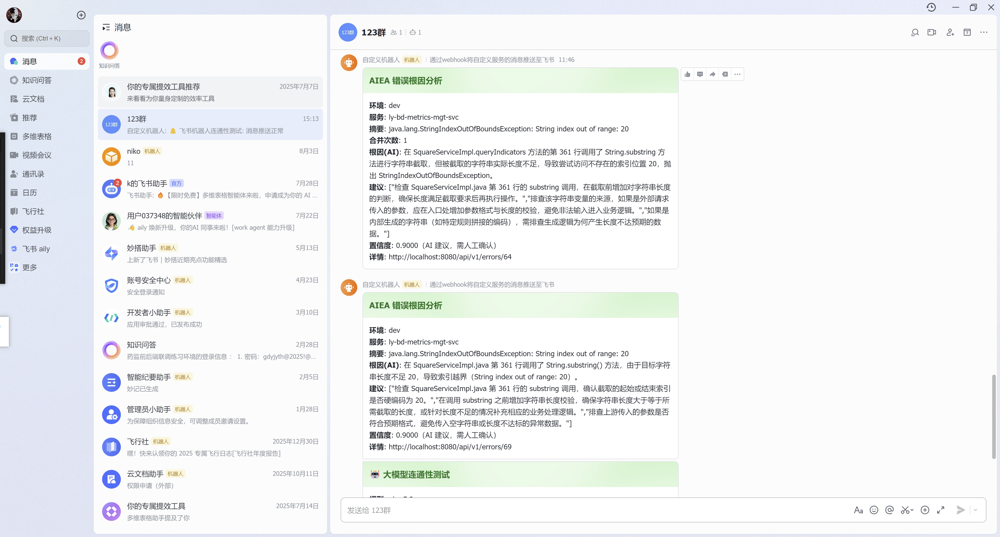 搜索 (Ctrl + K)
消息
2
知识问答
云文档
推荐
多维表格
视频会议
通讯录
7
日历
飞行社
权益升级
飞书 aily
更多
消息
知识问答
你的专属提效工具推荐
2025年7月7日
来看看为你量身定制的效率工具
123群
123群
15:13
自定义机器人: 🔔 飞书机器人连通性测试: 消息推送正常
niko 机器人
8月3日
11
2
k的飞书助手 官方
7月28日
飞书助手: 🔥【限时免费】多维表格智能体来啦，申请成为你的 AI ...
用户037348的智能伙伴 智能体
7月22日
👋 aily 焕新升级，你的AI 同事来啦！[work agent 能力升级]
妙搭助手 机器人
5月13日
上新了飞书 | 妙搭近期亮点功能精选
账号安全中心 机器人
4月23日
安全登录通知
开发者小助手 机器人
3月10日
应用审批通过，已发布成功
知识问答
2月28日
药监前后端联调练习环境的登录信息 ： 1. 密码：gdyjyth@2025!@...
智能纪要助手 机器人
2月5日
妙记已生成
管理员小助手 机器人
1月28日
为保障组织信息安全，可调整成员邀请设置。
飞行社 机器人
2025年12月30日
嘿！快来认领你的 2025 专属飞行日志[飞行社年度报告]
云文档助手 机器人
2025年10月11日
权限申请（外部）
你的专属提效工具
2025年7月14日
多维表格助手提及了你
123群
123群 1 | 1
7
自定义机器人 机器人 | 通过webhook将自定义服务的消息推送至飞书 11:46
AIEA 错误根因分析
环境: dev
服务: ly-bd-metrics-mgt-svc
摘要: java.lang.StringIndexOutOfBoundsException: String index out of range: 20
合并次数: 1
根因(AI): 在 SquareServiceImpl.queryIndicators 方法的第 361 行调用了 String.substring 方
法进行字符串截取，但被截取的字符串实际长度不足，导致尝试访问不存在的索引位置 20，抛
出 StringIndexOutOfBoundsException。
建议: ["检查 SquareServiceImpl.java 第 361 行的 substring 调用，在截取前增加对字符串长度
的判断，确保长度满足截取要求后再执行操作。","排查该字符串变量的来源，如果是外部请求
传入的参数，应在入口处增加参数格式与长度的校验，避免非法输入进入业务逻辑。","如果是
内部生成的字符串（如特定规则拼接的编码），需排查生成逻辑为何产生长度不达预期的数
据。"]
置信度: 0.9000（AI 建议，需人工确认）
详情: http://localhost:8080/api/v1/errors/64
自定义机器人 机器人 | 通过webhook将自定义服务的消息推送至飞书
AIEA 错误根因分析
环境: dev
服务: ly-bd-metrics-mgt-svc
摘要: java.lang.StringIndexOutOfBoundsException: String index out of range: 20
根因(AI): 在 SquareServiceImpl.java 第 361 行调用了 String.substring() 方法，由于目标字符
串长度不足 20，导致索引越界（String index out of range: 20）。
建议: ["检查 SquareServiceImpl.java 第 361 行的 substring 调用，确认截取的起始或结束索引
是否硬编码为 20。","在调用 substring 之前增加字符串长度校验，确保字符串长度大于等于所
需截取的长度，或针对长度不足的情况补充相应的业务处理逻辑。","排查上游传入的参数是否
符合预期格式，避免传入空字符串或长度不达标的异常数据。"]
置信度: 0.9000（AI 建议，需人工确认）
详情: http://localhost:8080/api/v1/errors/69
🤖 大模型连通性测试
发送给 123群
Aa